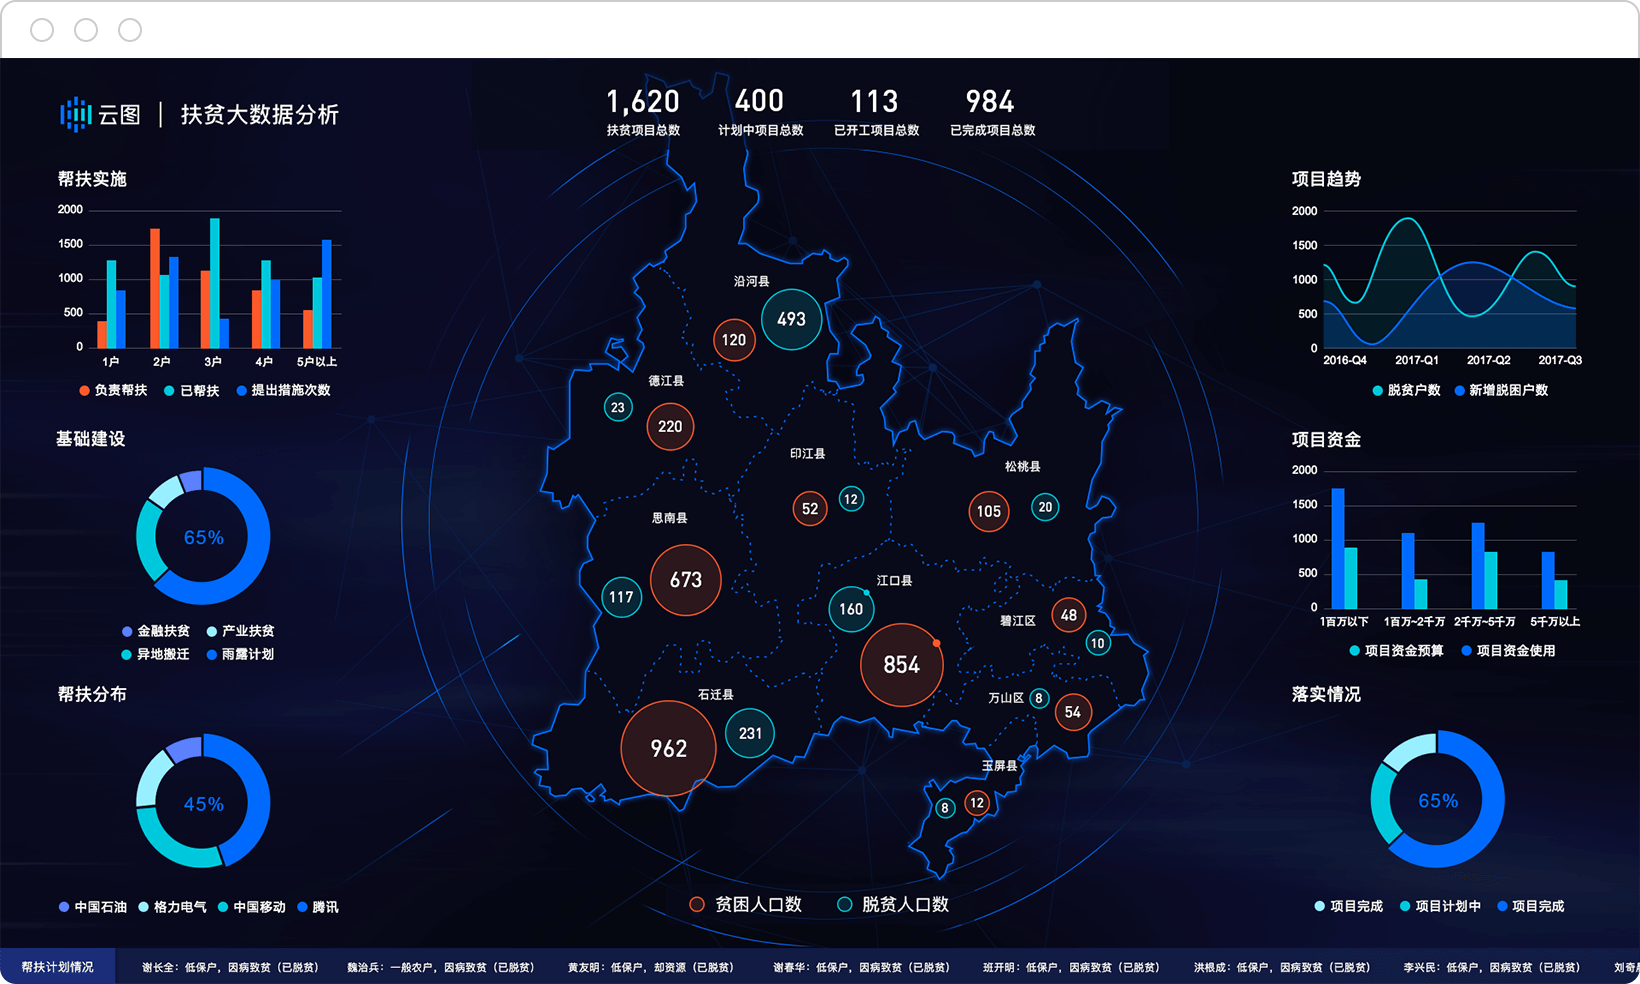 云图 | 扶贫大数据分析
1,620 400 113 984
扶贫项目总数 计划中项目总数 已开工项目总数 已完成项目总数
帮扶实施
2000
1500
1000
500
0
1户 2户 3户 4户 5户以上
负责帮扶 已帮扶 提出措施次数
基础建设
65%
金融扶贫 产业扶贫
异地搬迁 雨露计划
帮扶分布
45%
中国石油 格力电气 中国移动 腾讯
沿河县
493
120
德江县
23
220
印江县
52
12
松桃县
105
20
思南县
673
117
江口县
160
854
碧江区
48
10
万山区
8
54
石迁县
962
231
玉屏县
8
12
贫困人口数 脱贫人口数
项目趋势
2000
1500
1000
500
0
2016-Q4 2017-Q1 2017-Q2 2017-Q3
脱贫户数 新增脱困户数
项目资金
2000
1500
1000
500
0
1百万以下 1百万~2千万 2千万~5千万 5千万以上
项目资金预算 项目资金使用
落实情况
65%
项目完成 项目计划中 项目完成
帮扶计划情况 谢长全：低保户，因病致贫（已脱贫） 魏治兵：一般农户，因病致贫（已脱贫） 黄友明：低保户，却资源（已脱贫） 谢春华：低保户，因病致贫（已脱贫） 班开明：低保户，因病致贫（已脱贫） 洪根成：低保户，因病致贫（已脱贫） 李兴民：低保户，因病致贫（已脱贫） 刘奇